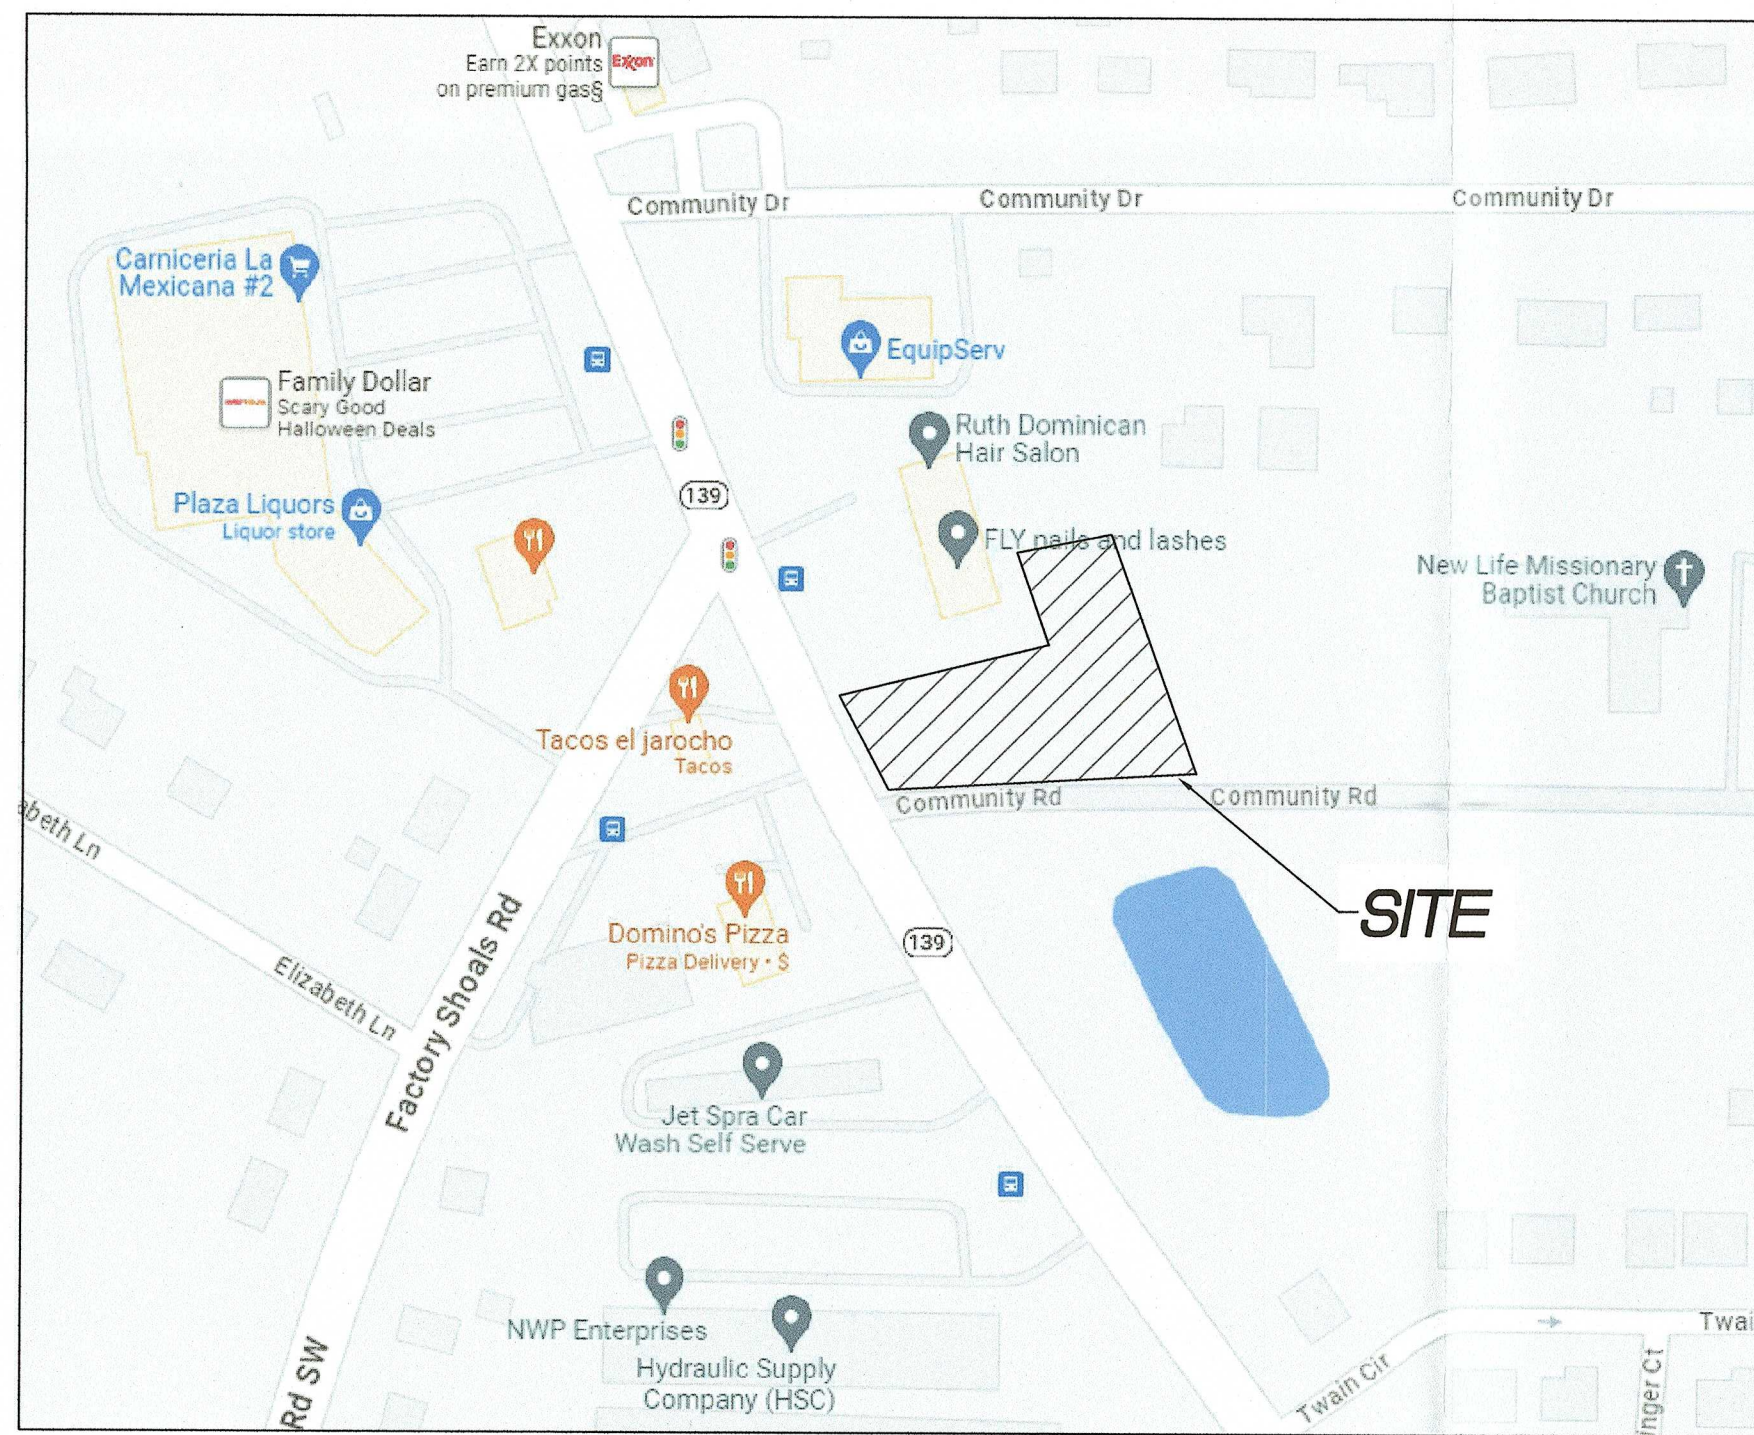 Exxon
Earn 2X points
on premium gas§
Exxon
Community Dr
Community Dr
Community Dr
Carniceria La
Mexicana #2
EquipServ
Family Dollar
Scary Good
Halloween Deals
Ruth Dominican
Hair Salon
139
Plaza Liquors
Liquor store
FLY nails and lashes
New Life Missionary
Baptist Church
Tacos el jarocho
Tacos
Community Rd
Community Rd
abeth Ln
SITE
Domino's Pizza
Pizza Delivery • $
139
Elizabeth Ln
Factory Shoals Rd
Jet Spra Car
Wash Self Serve
NWP Enterprises
Hydraulic Supply
Company (HSC)
Rd SW
Twain Cir
Twai
inger Ct